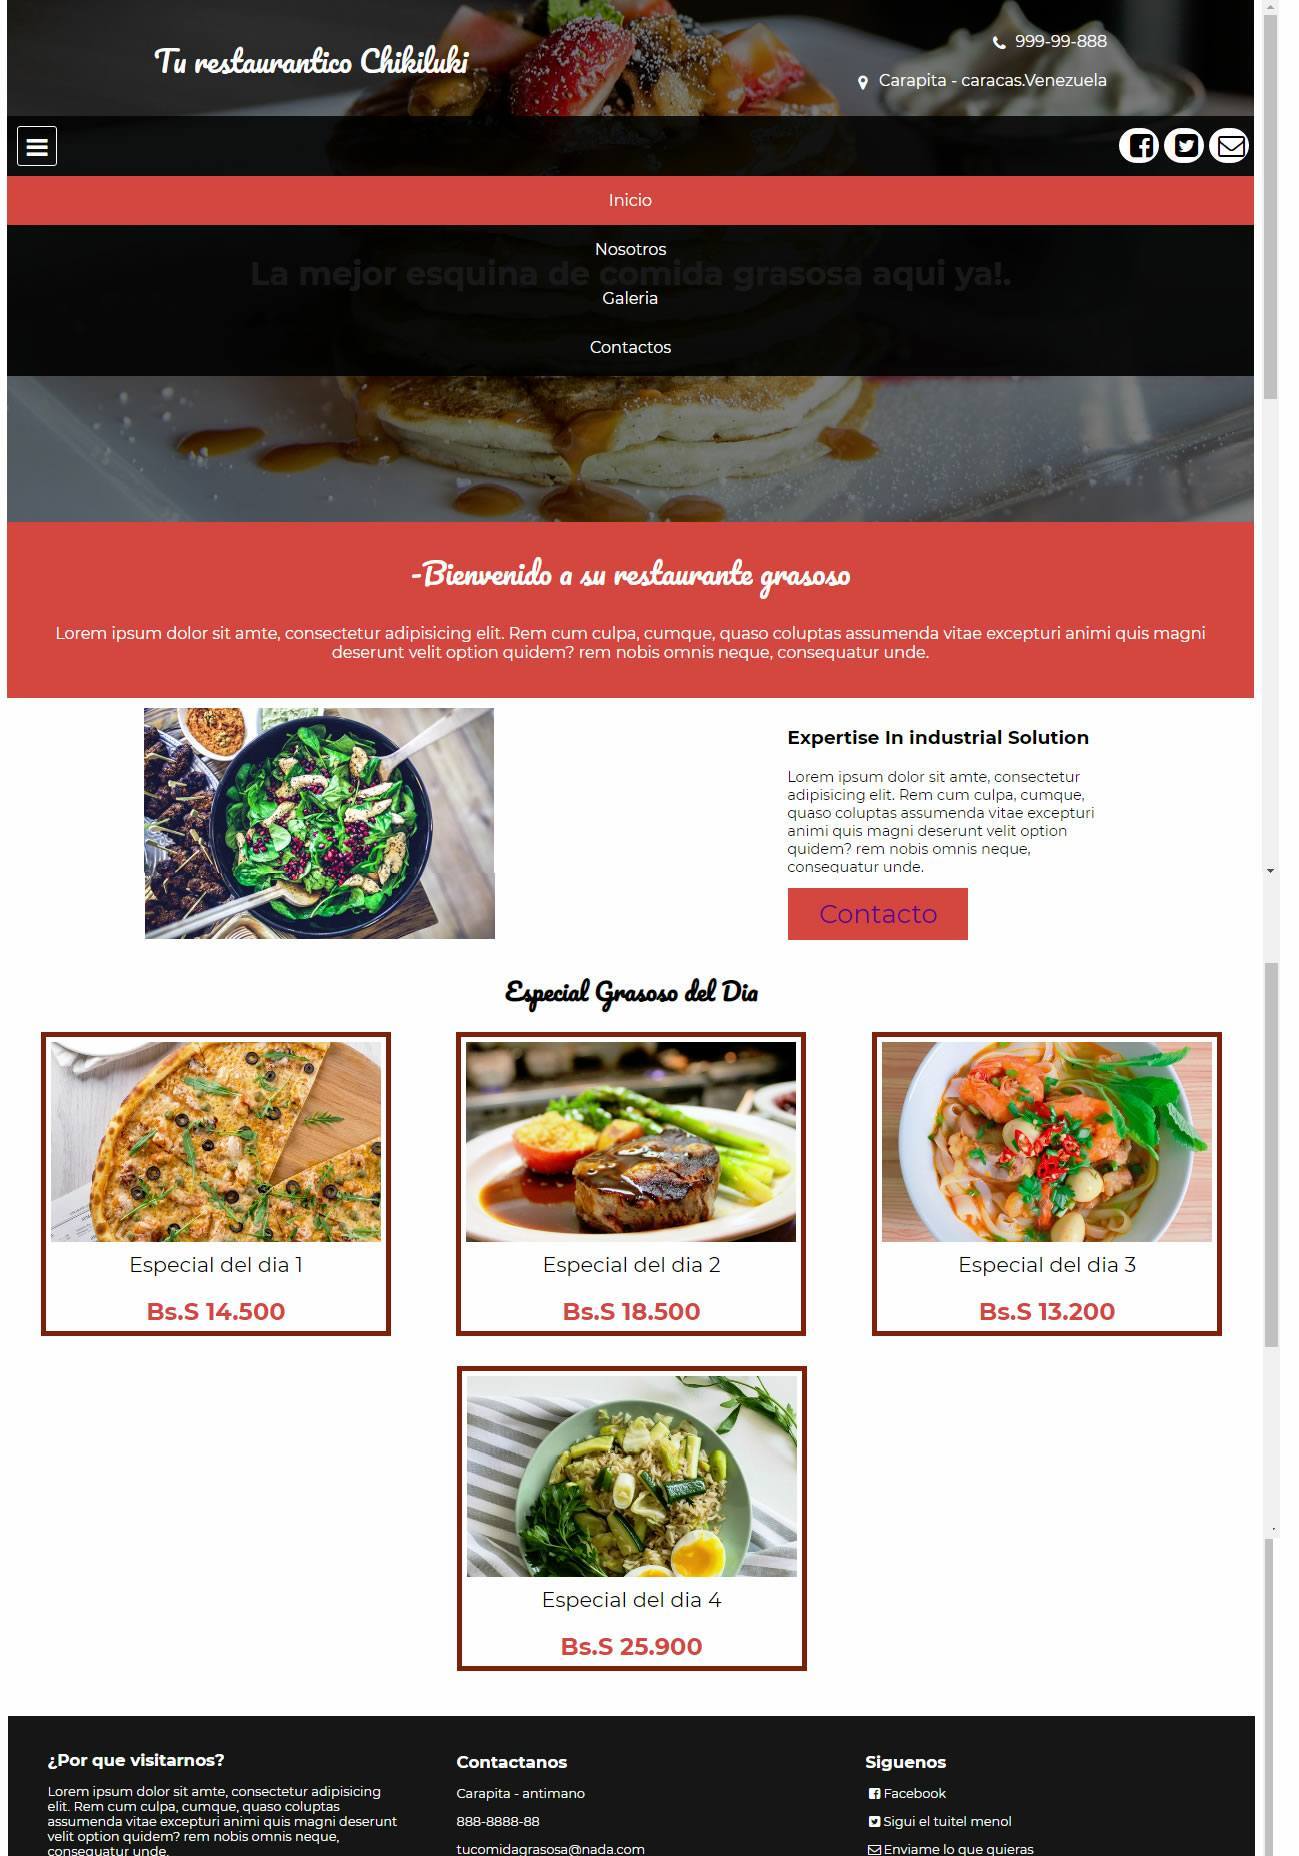 Tu restaurantico Chikiluki
999-99-888
Carapita - caracas.Venezuela
Inicio
Nosotros
La mejor esquina de comida grasosa aqui ya!.
Galeria
Contactos
-Bienvenido a su restaurante grasoso
Lorem ipsum dolor sit amte, consectetur adipisicing elit. Rem cum culpa, cumque, quaso coluptas assumenda vitae excepturi animi quis magni
deserunt velit option quidem? rem nobis omnis neque, consequatur unde.
Expertise In industrial Solution
Lorem ipsum dolor sit amte, consectetur
adipisicing elit. Rem cum culpa, cumque,
quaso coluptas assumenda vitae excepturi
animi quis magni deserunt velit option
quidem? rem nobis omnis neque,
consequatur unde.
Contacto
Especial Grasoso del Dia
Especial del dia 1
Bs.S 14.500
Especial del dia 2
Bs.S 18.500
Especial del dia 3
Bs.S 13.200
Especial del dia 4
Bs.S 25.900
¿Por que visitarnos?
Lorem ipsum dolor sit amte, consectetur adipisicing
elit. Rem cum culpa, cumque, quaso coluptas
assumenda vitae excepturi animi quis magni deserunt
velit option quidem? rem nobis omnis neque,
consequatur unde.
Contactanos
Carapita - antimano
888-8888-88
tucomidagrasosa@nada.com
Siguenos
Facebook
Sigui el tuitel menol
Enviame lo que quieras